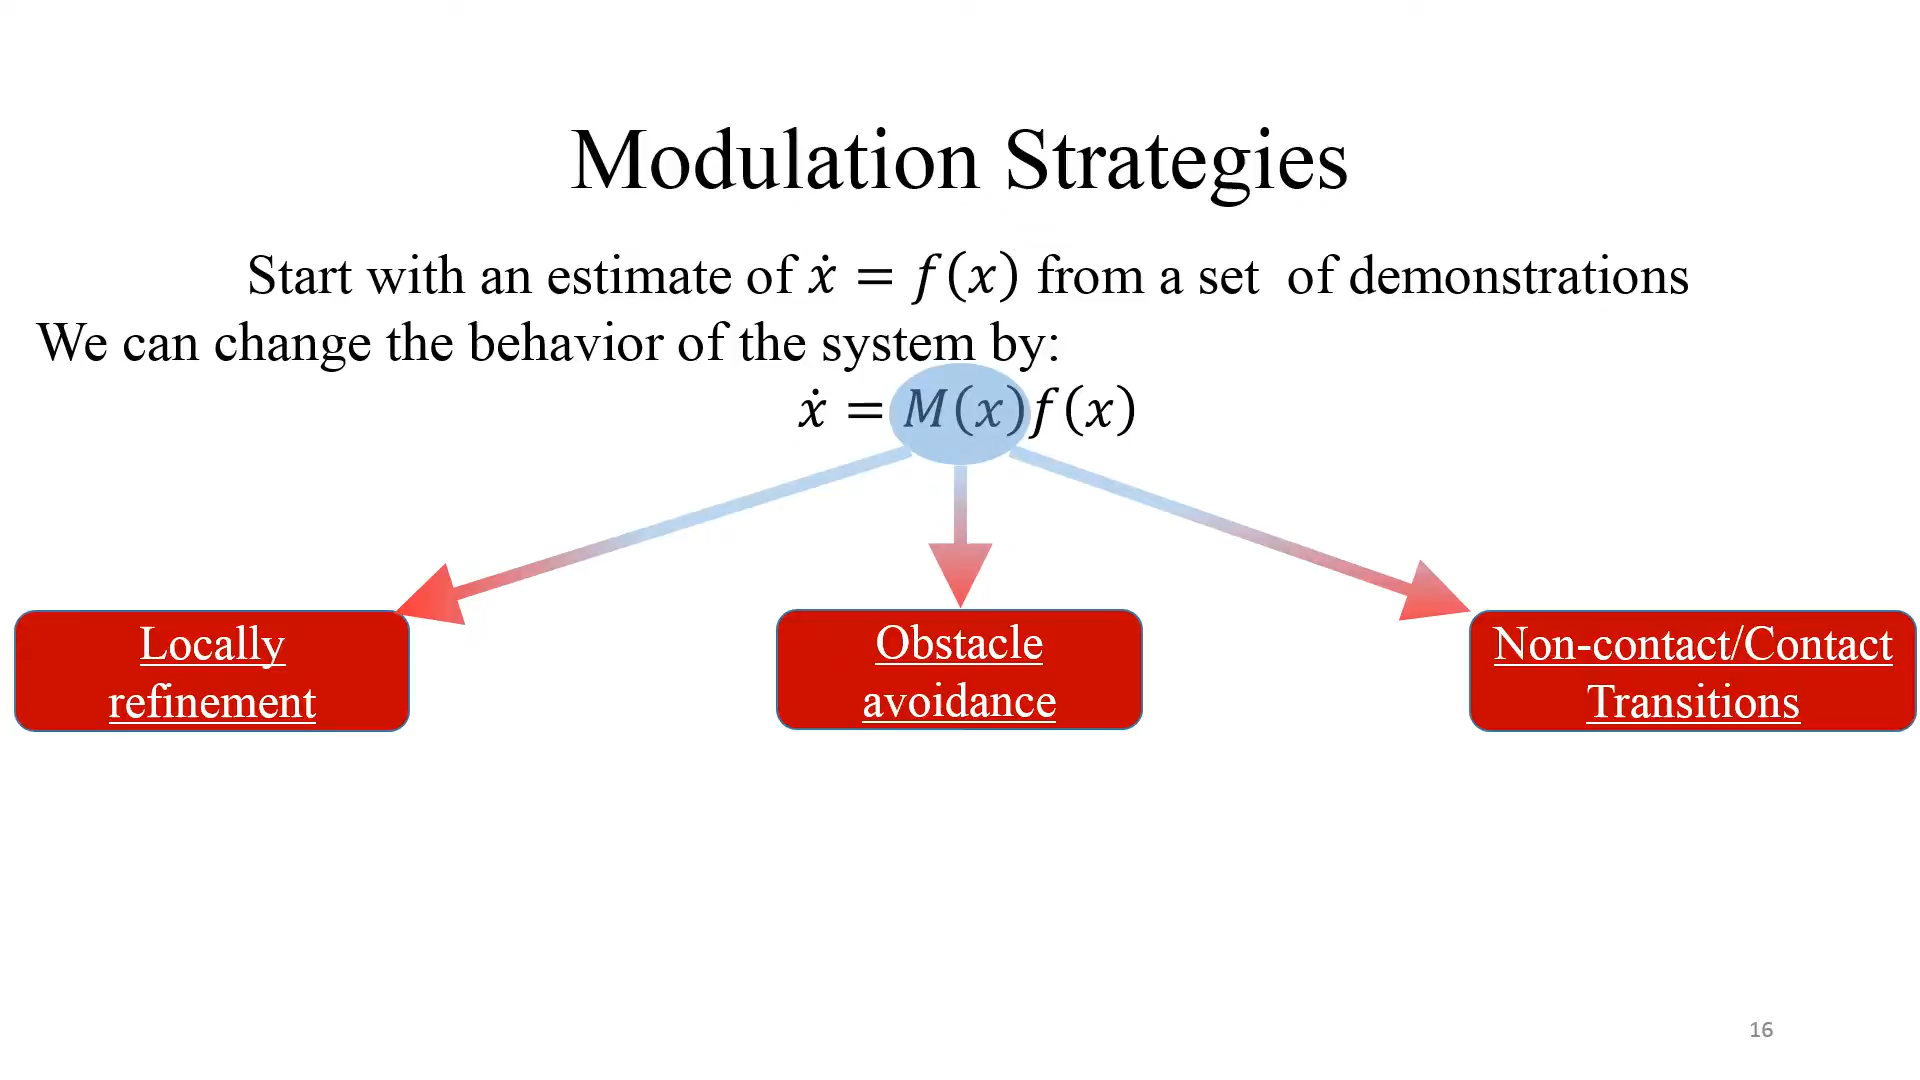 Modulation Strategies
Start with an estimate of ẋ = f(x) from a set of demonstrations
We can change the behavior of the system by:
ẋ = M(x)f(x)
Locally
refinement
Obstacle
avoidance
Non-contact/Contact
Transitions
16